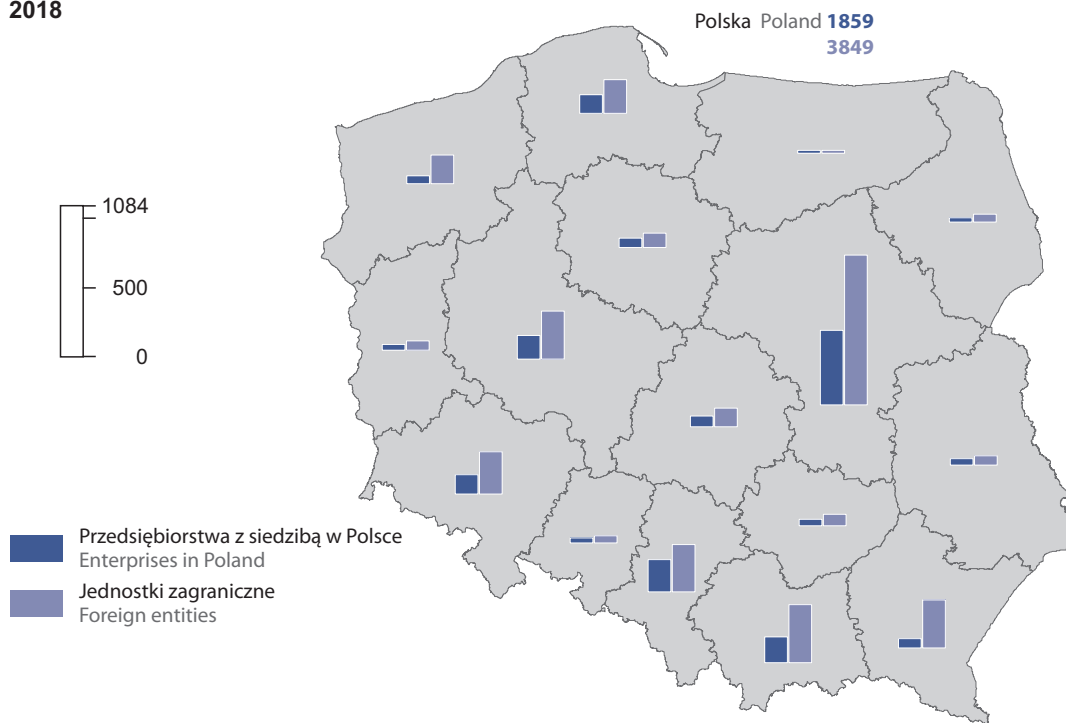 2018
Polska Poland 1859
3849
1084
500
0
Przedsiębiorstwa z siedzibą w Polsce
Enterprises in Poland
Jednostki zagraniczne
Foreign entities